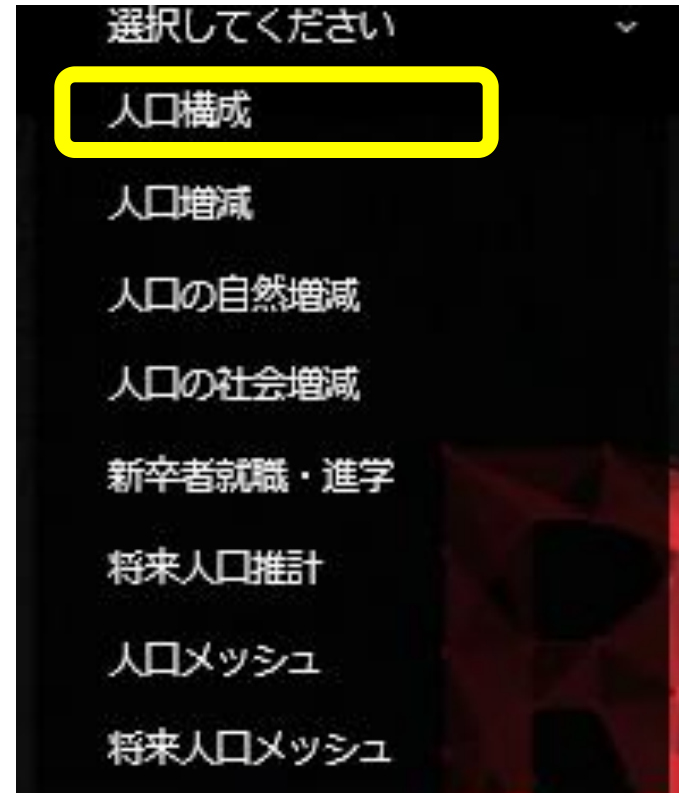 選択してください
人口構成
人口増減
人口の自然増減
人口の社会増減
新卒者就職・進学
将来人口推計
人口メッシュ
将来人口メッシュ